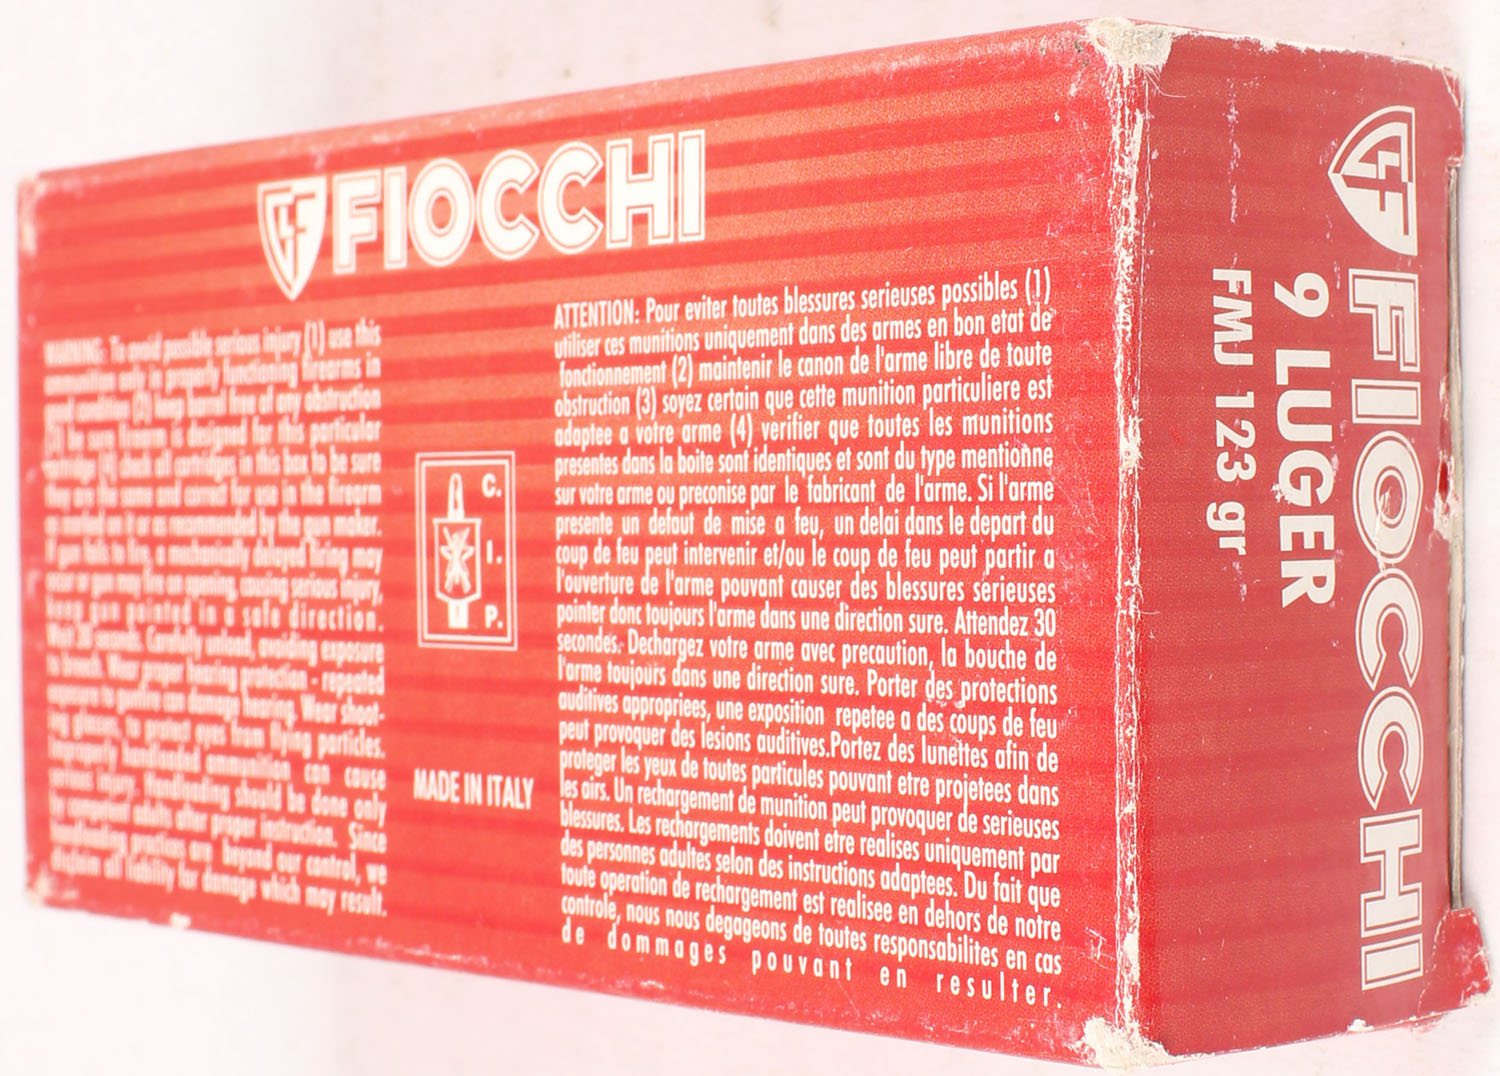 GF FIOCCHI
WARNING: To avoid possible serious injury (1) use this
ammunition only in properly functioning firearms in
good condition (2) keep barrel free of any obstruction
(3) be sure firearm is designed for this particular
cartridge (4) check all cartridges in this box to be sure
they are the same and correct for use in the firearm
as marked on it or as recommended by the gun maker.
If gun fails to fire, a mechanically delayed firing may
occur or gun may fire on opening, causing serious injury,
keep gun pointed in a safe direction.
Wait 30 seconds. Carefully unload, avoiding exposure
to breech. Wear proper hearing protection - repeated
exposure to gunfire can damage hearing. Wear shoot-
ing glasses, to protect eyes from flying particles.
Improperly handloaded ammunition can cause
serious injury. Handloading should be done only
by competent adults after proper instruction. Since
handloading practices are beyond our control, we
disclaim all liability for damage which may result.
C.
I.
P.
MADE IN ITALY
ATTENTION: Pour eviter toutes blessures serieuses possibles (1)
utiliser ces munitions uniquement dans des armes en bon etat de
fonctionnement (2) maintenir le canon de l'arme libre de toute
obstruction (3) soyez certain que cette munition particuliere est
adaptee a votre arme (4) verifier que toutes les munitions
presentes dans la boite sont identiques et sont du type mentionne
sur votre arme ou preconise par le fabricant de l'arme. Si l'arme
presente un defaut de mise a feu, un delai dans le depart du
coup de feu peut intervenir et/ou le coup de feu peut partir a
l'ouverture de l'arme pouvant causer des blessures serieuses
pointer donc toujours l'arme dans une direction sure. Attendez 30
secondes. Dechargez votre arme avec precaution, la bouche de
l'arme toujours dans une direction sure. Porter des protections
auditives appropriees, une exposition repetee a des coups de feu
peut provoquer des lesions auditives.Portez des lunettes afin de
proteger les yeux de toutes particules pouvant etre projetees dans
les airs. Un rechargement de munition peut provoquer de serieuses
blessures. Les rechargements doivent etre realises uniquement par
des personnes adultes selon des instructions adaptees. Du fait que
toute operation de rechargement est realisee en dehors de notre
controle, nous nous degageons de toutes responsabilites en cas
de dommages pouvant en resulter.
GF FIOCCHI
9 LUGER
FMJ 123 gr